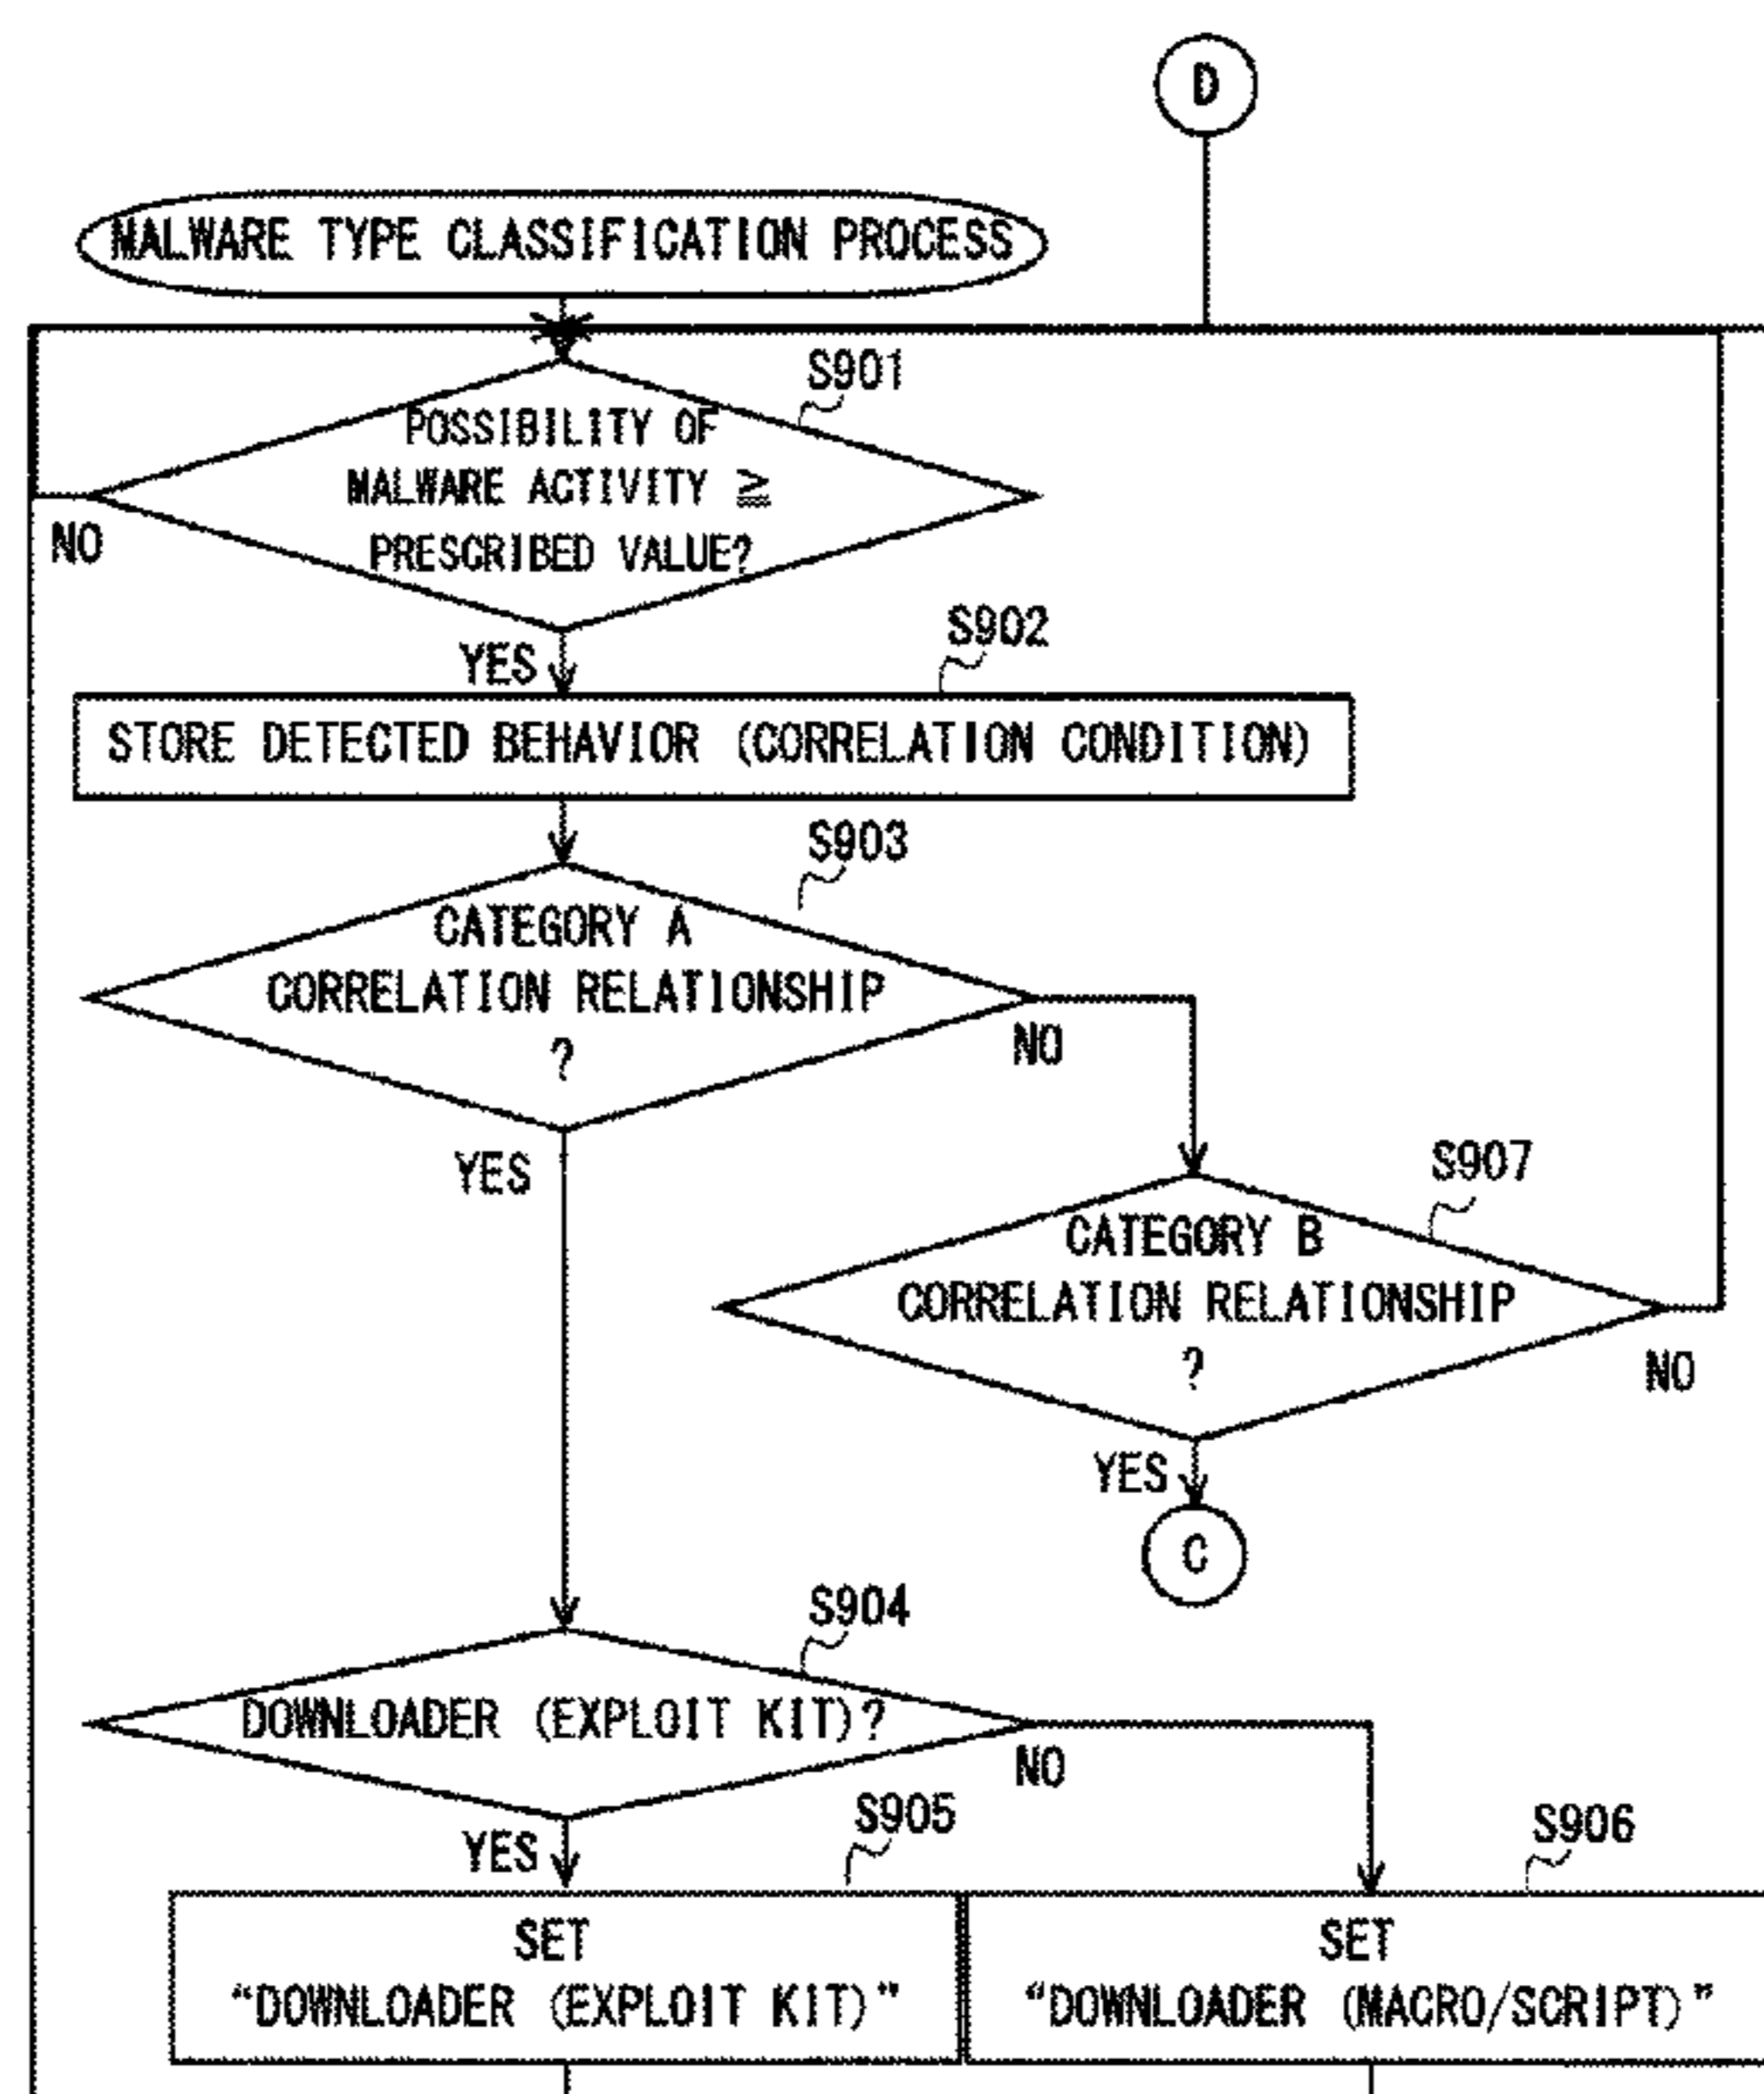 D
MALWARE TYPE CLASSIFICATION PROCESS
S901
POSSIBILITY OF
MALWARE ACTIVITY ≧
PRESCRIBED VALUE?
NO
YES
S902
STORE DETECTED BEHAVIOR (CORRELATION CONDITION)
S903
CATEGORY A
CORRELATION RELATIONSHIP
?
NO
YES
S907
CATEGORY B
CORRELATION RELATIONSHIP
?
NO
YES
C
S904
DOWNLOADER (EXPLOIT KIT)?
NO
YES
S905
SET
"DOWNLOADER (EXPLOIT KIT)"
S906
SET
"DOWNLOADER (MACRO/SCRIPT)"